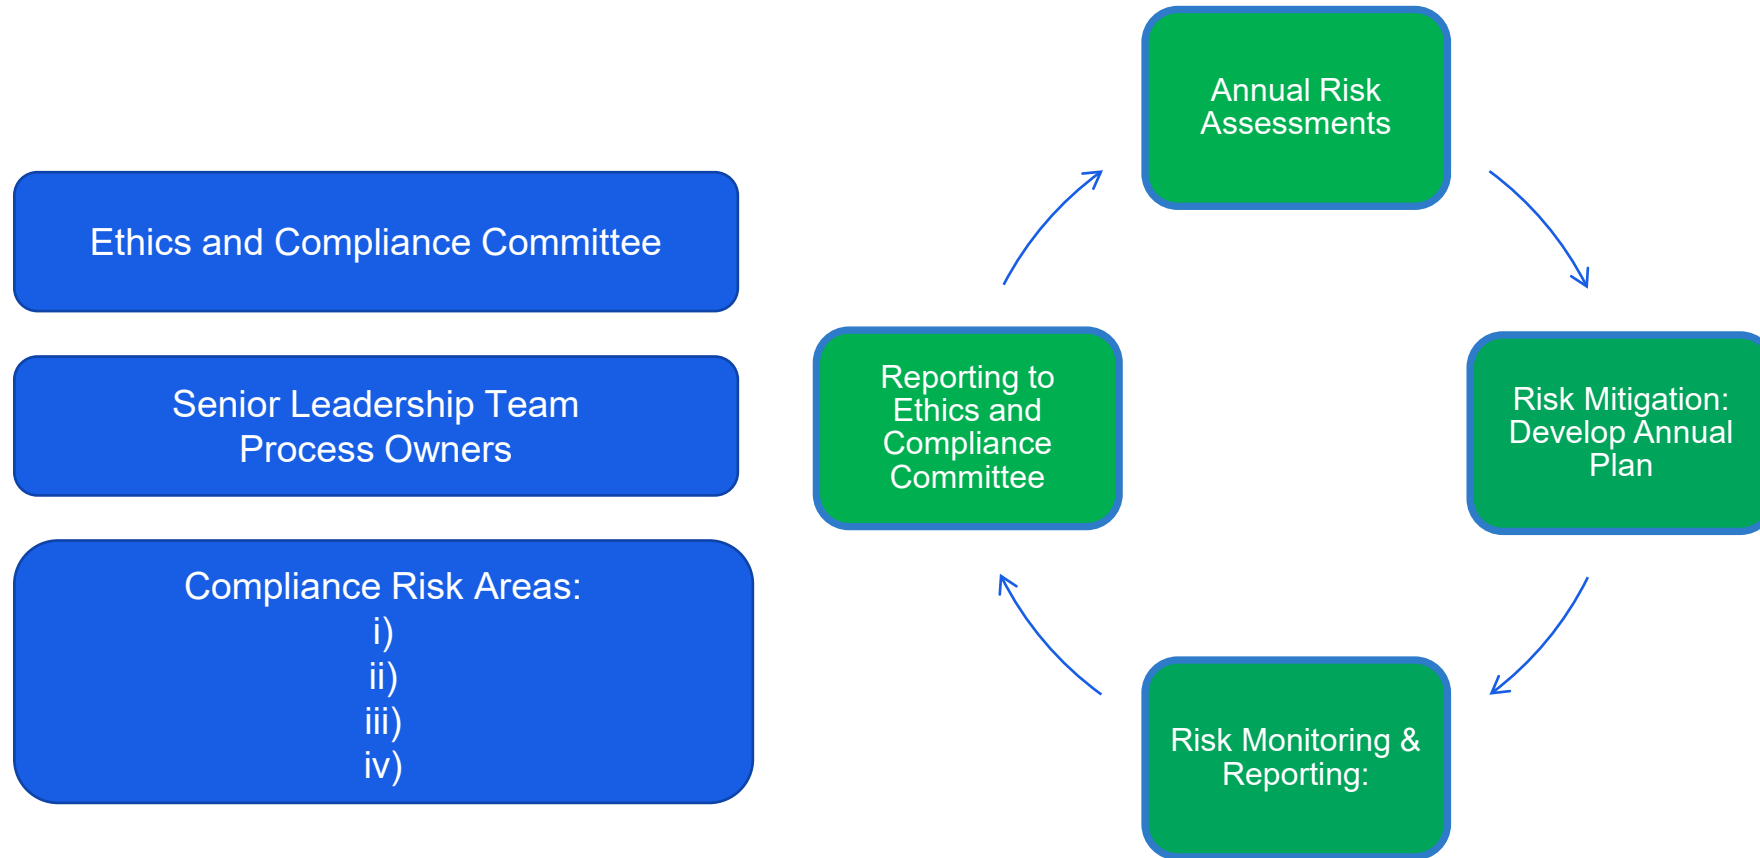 Ethics and Compliance Committee
Senior Leadership Team
Process Owners
Compliance Risk Areas:
i)
ii)
iii)
iv)
Annual Risk
Assessments
Risk Mitigation:
Develop Annual
Plan
Risk Monitoring &
Reporting:
Reporting to
Ethics and
Compliance
Committee